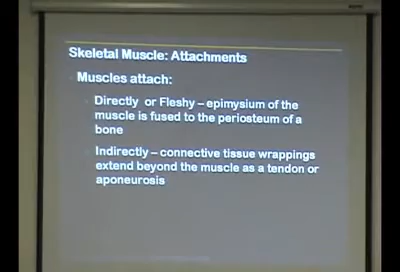 Skeletal Muscle: Attachments
Muscles attach:
Directly or Fleshy – epimysium of the
muscle is fused to the periosteum of a
bone
Indirectly – connective tissue wrappings
extend beyond the muscle as a tendon or
aponeurosis